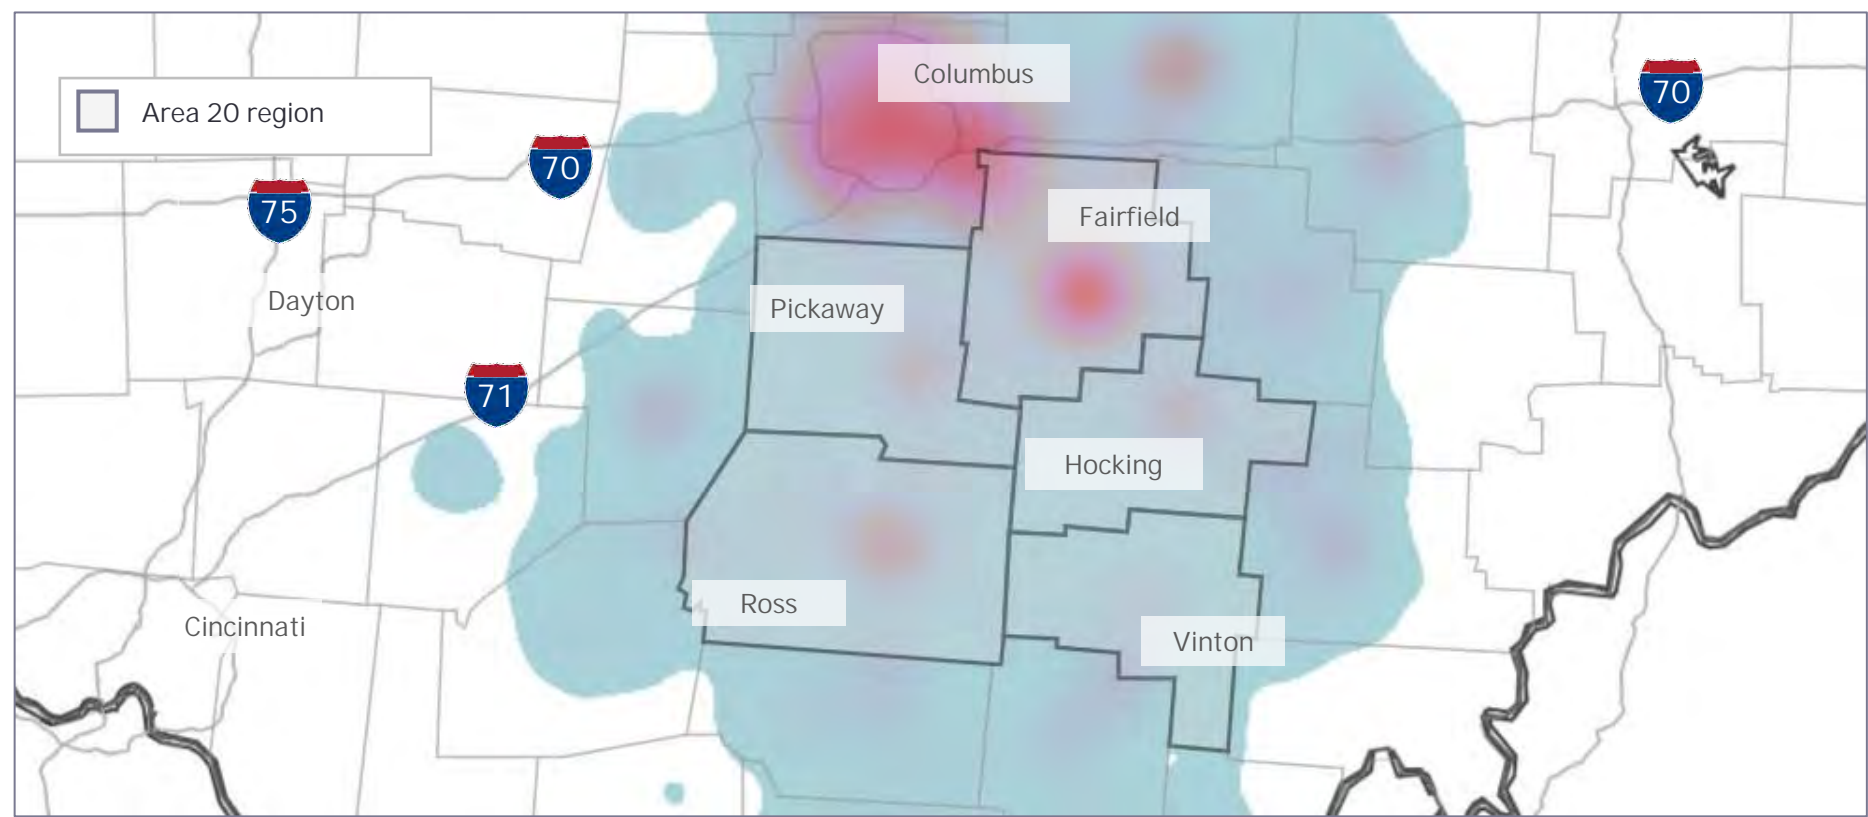 Columbus
Area 20 region
70
70
75
Fairfield
Dayton
Pickaway
71
Hocking
Ross
Cincinnati
Vinton